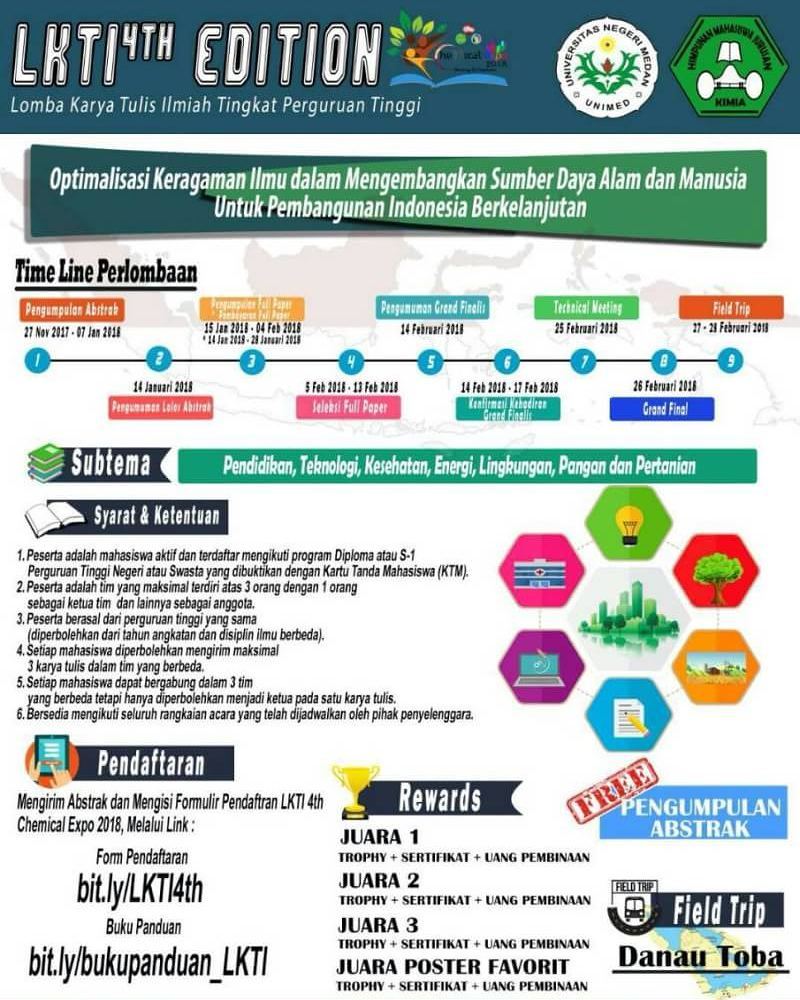 LKTI 4TH EDITION
Lomba Karya Tulis Ilmiah Tingkat Perguruan Tinggi
2018
UNIVERSITAS NEGERI MEDAN
UNIMED
HIMPUNAN MAHASISWA JURUSAN
KIMIA
Optimalisasi Keragaman Ilmu dalam Mengembangkan Sumber Daya Alam dan Manusia
Untuk Pembangunan Indonesia Berkelanjutan
Time Line Perlombaan
Pengumpulan Abstrak
27 Nov 2017 - 07 Jan 2018
Pengumpulan Full Paper
* Pembayaran Full Paper
15 Jan 2018 - 04 Feb 2018
* 14 Jan 2018 - 28 Januari 2018
Pengumuman Grand Finalis
14 Februari 2018
Technical Meeting
25 Februari 2018
Field Trip
27 - 28 Februari 2018
1 2 3 4 5 6 7 8 9
14 Januari 2018
Pengumuman Lolos Abstrak
5 Feb 2018 - 13 Feb 2018
Seleksi Full Paper
14 Feb 2018 - 17 Feb 2018
Konfirmasi Kehadiran
Grand Finalis
26 Februari 2018
Grand Final
Subtema
Pendidikan, Teknologi, Kesehatan, Energi, Lingkungan, Pangan dan Pertanian
Syarat & Ketentuan
1. Peserta adalah mahasiswa aktif dan terdaftar mengikuti program Diploma atau S-1
Perguruan Tinggi Negeri atau Swasta yang dibuktikan dengan Kartu Tanda Mahasiswa (KTM).
2. Peserta adalah tim yang maksimal terdiri atas 3 orang dengan 1 orang
sebagai ketua tim dan lainnya sebagai anggota.
3. Peserta berasal dari perguruan tinggi yang sama
(diperbolehkan dari tahun angkatan dan disiplin ilmu berbeda).
4. Setiap mahasiswa diperbolehkan mengirim maksimal
3 karya tulis dalam tim yang berbeda.
5. Setiap mahasiswa dapat bergabung dalam 3 tim
yang berbeda tetapi hanya diperbolehkan menjadi ketua pada satu karya tulis.
6. Bersedia mengikuti seluruh rangkaian acara yang telah dijadwalkan oleh pihak penyelenggara.
Pendaftaran
Mengirim Abstrak dan Mengisi Formulir Pendaftran LKTI 4th
Chemical Expo 2018, Melalui Link :
Form Pendaftaran
bit.ly/LKTI4th
Buku Panduan
bit.ly/bukupanduan_LKTI
Rewards
JUARA 1
TROPHY + SERTIFIKAT + UANG PEMBINAAN
JUARA 2
TROPHY + SERTIFIKAT + UANG PEMBINAAN
JUARA 3
TROPHY + SERTIFIKAT + UANG PEMBINAAN
JUARA POSTER FAVORIT
TROPHY + SERTIFIKAT + UANG PEMBINAAN
FREE
PENGUMPULAN
ABSTRAK
FIELD TRIP
Field Trip
Danau Toba